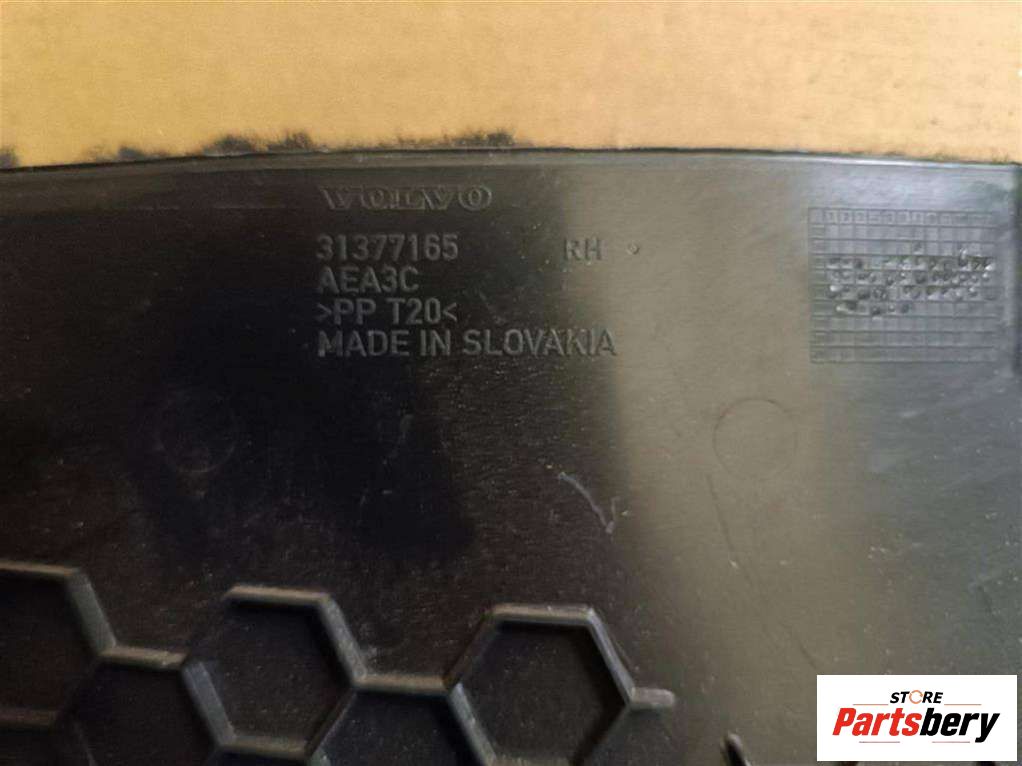 VOLVO
31377165 RH
AEA3C
>PP T20<
MADE IN SLOVAKIA
STORE
Partsbery